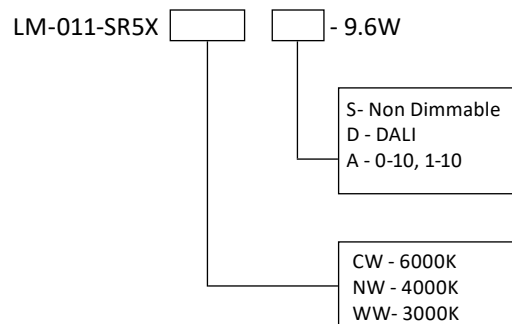 LM-011-SR5X - 9.6W
S- Non Dimmable
D - DALI
A - 0-10, 1-10
CW - 6000K
NW - 4000K
WW- 3000K